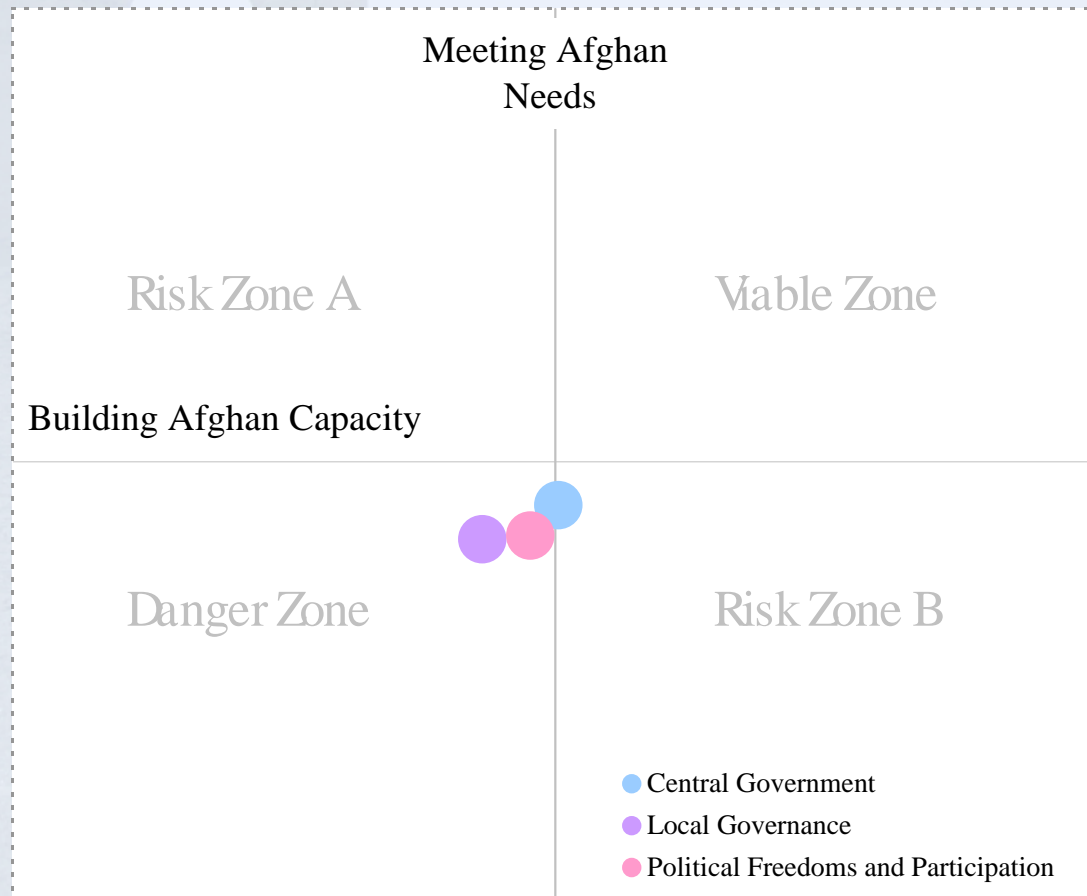 Meeting Afghan
Needs
Risk Zone A
Viable Zone
Building Afghan Capacity
Danger Zone
Risk Zone B
Central Government
Local Governance
Political Freedoms and Participation